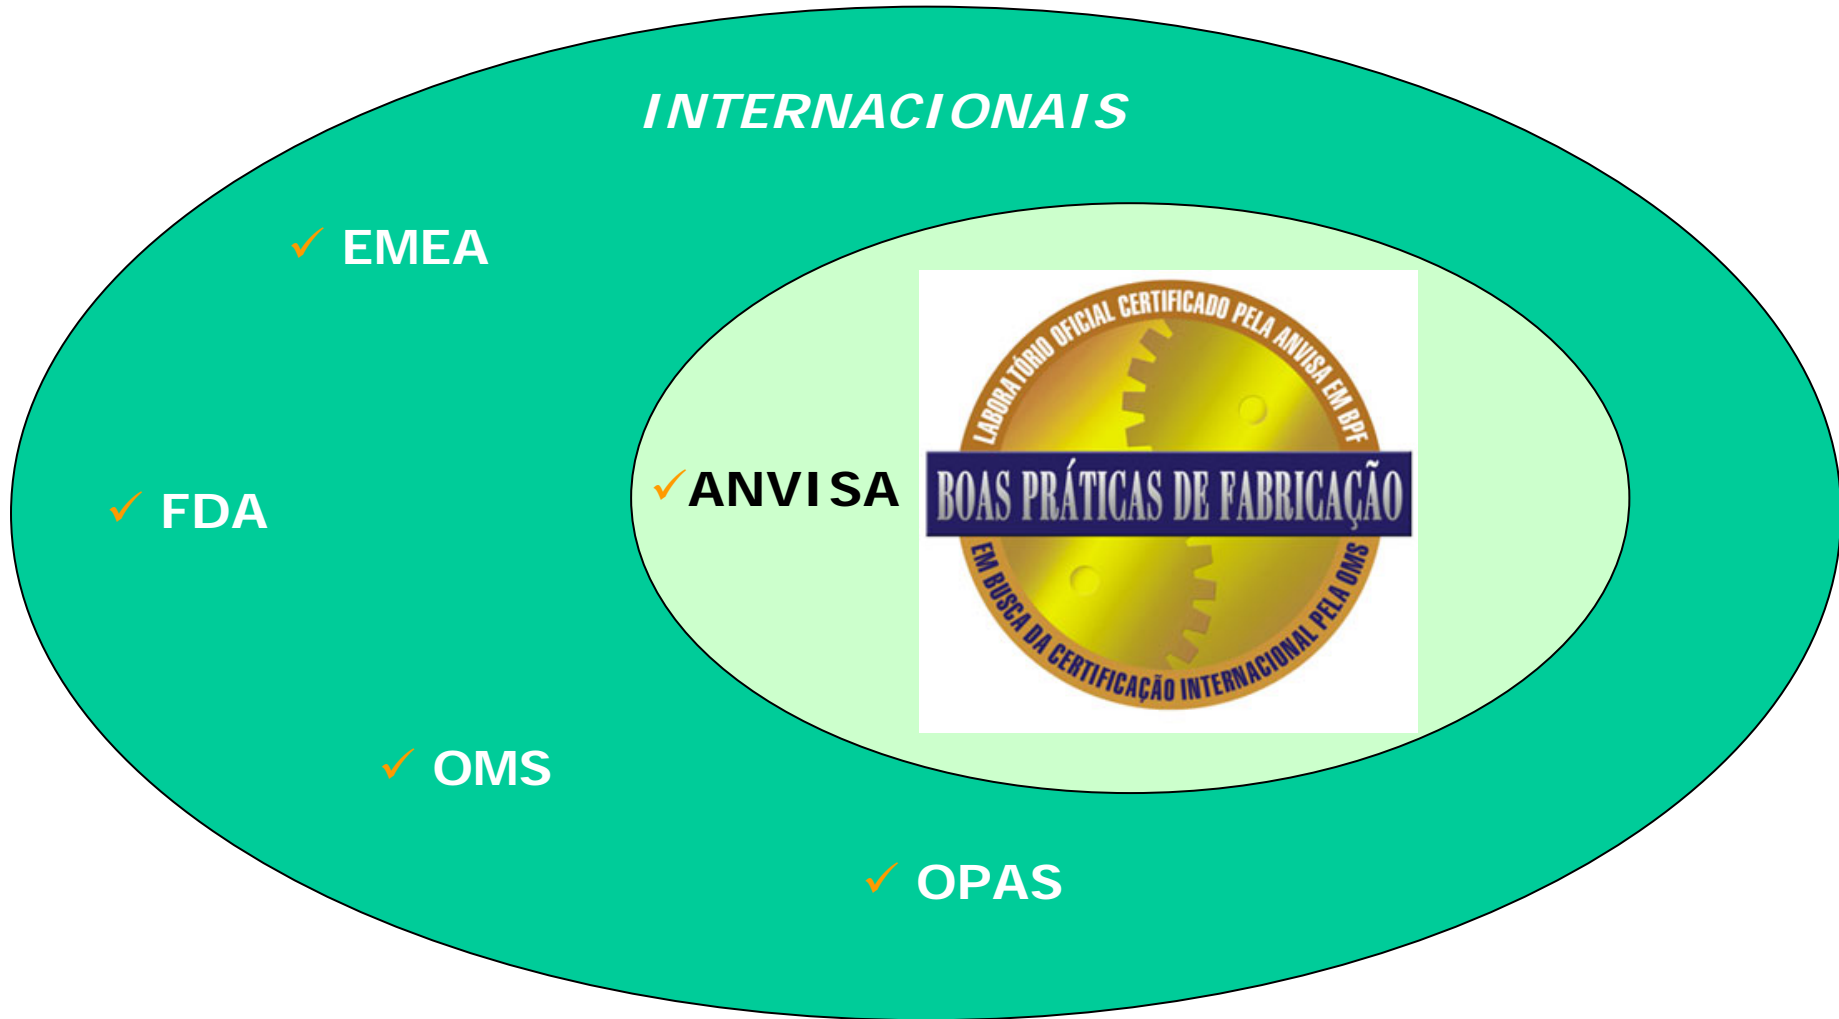 INTERNACIONAIS
✓ EMEA
LABORATÓRIO OFICIAL CERTIFICADO PELA ANVISA EM BPF
✓ANVISA
BOAS PRÁTICAS DE FABRICAÇÃO
✓ FDA
EM BUSCA DA CERTIFICAÇÃO INTERNACIONAL PELA OMS
✓ OMS
✓ OPAS